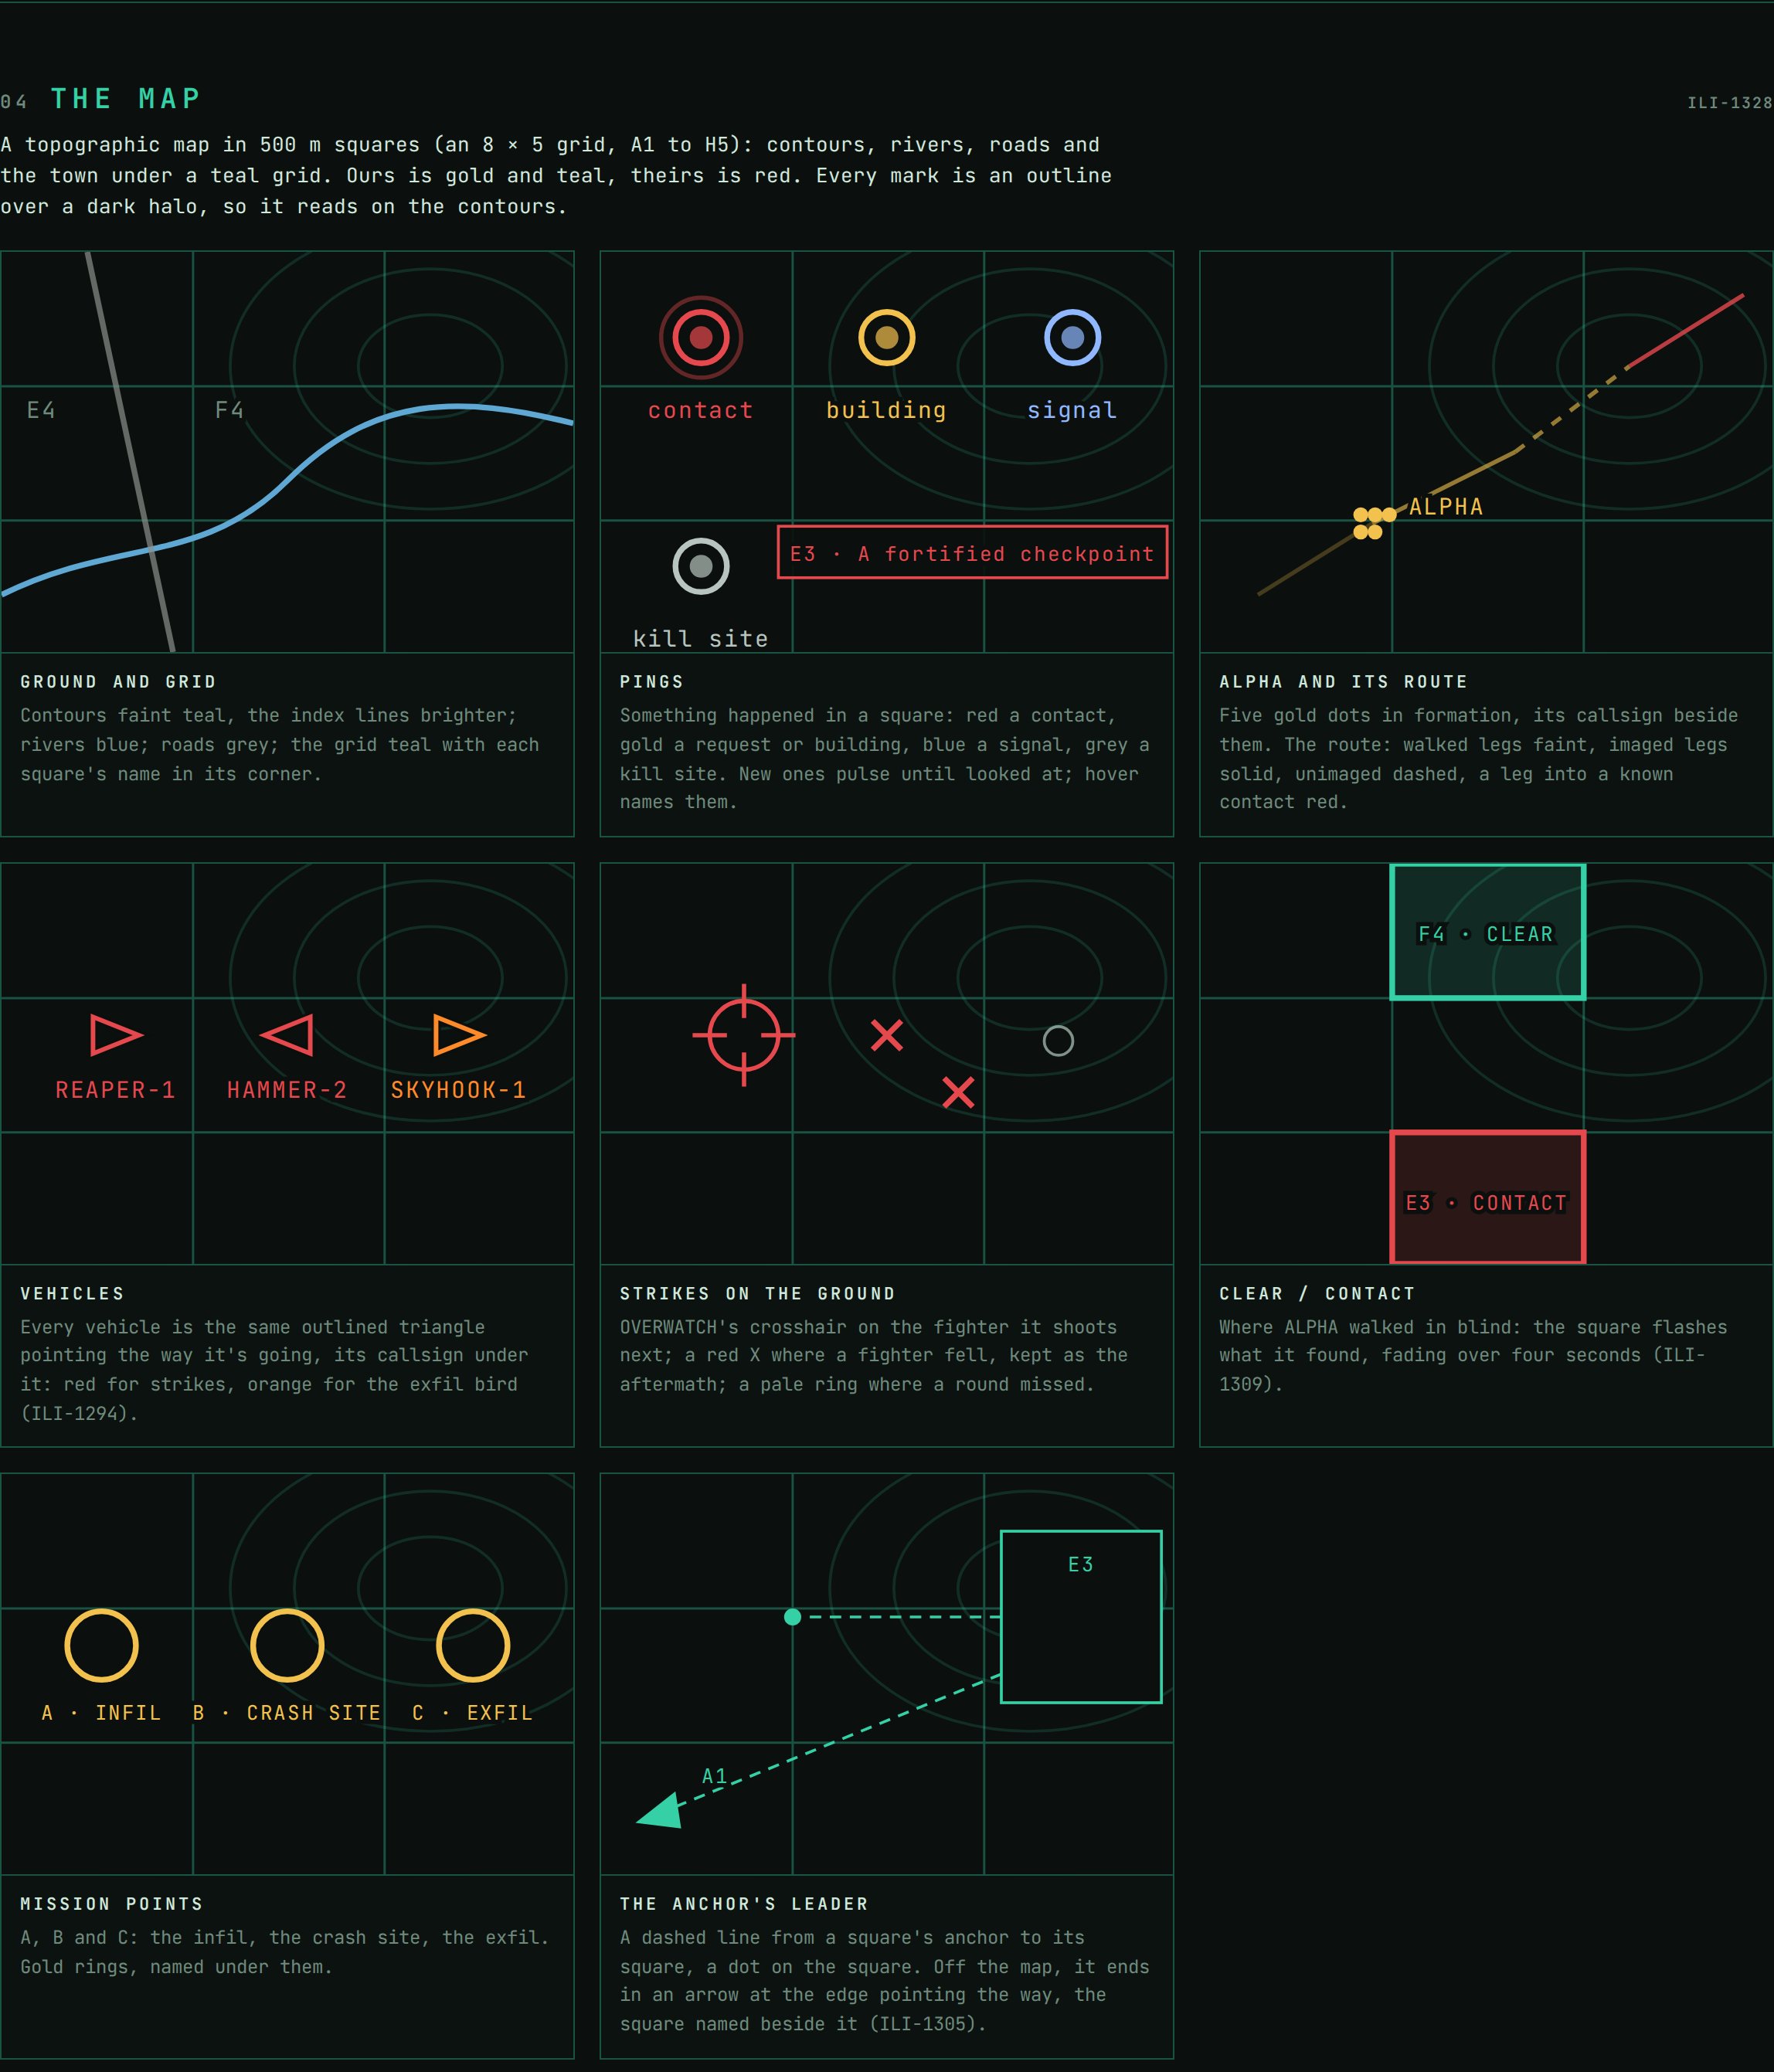 04 THE MAP
ILI-1328
A topographic map in 500 m squares (an 8 × 5 grid, A1 to H5): contours, rivers, roads and
the town under a teal grid. Ours is gold and teal, theirs is red. Every mark is an outline
over a dark halo, so it reads on the contours.
E4
F4
GROUND AND GRID
Contours faint teal, the index lines brighter;
rivers blue; roads grey; the grid teal with each
square's name in its corner.
contact
building
signal
E3 · A fortified checkpoint
kill site
PINGS
Something happened in a square: red a contact,
gold a request or building, blue a signal, grey a
kill site. New ones pulse until looked at; hover
names them.
ALPHA
ALPHA AND ITS ROUTE
Five gold dots in formation, its callsign beside
them. The route: walked legs faint, imaged legs
solid, unimaged dashed, a leg into a known
contact red.
REAPER-1
HAMMER-2
SKYHOOK-1
VEHICLES
Every vehicle is the same outlined triangle
pointing the way it's going, its callsign under
it: red for strikes, orange for the exfil bird
(ILI-1294).
STRIKES ON THE GROUND
OVERWATCH's crosshair on the fighter it shoots
next; a red X where a fighter fell, kept as the
aftermath; a pale ring where a round missed.
F4 · CLEAR
E3 · CONTACT
CLEAR / CONTACT
Where ALPHA walked in blind: the square flashes
what it found, fading over four seconds (ILI-
1309).
A · INFIL
B · CRASH SITE
C · EXFIL
MISSION POINTS
A, B and C: the infil, the crash site, the exfil.
Gold rings, named under them.
E3
A1
THE ANCHOR'S LEADER
A dashed line from a square's anchor to its
square, a dot on the square. Off the map, it ends
in an arrow at the edge pointing the way, the
square named beside it (ILI-1305).